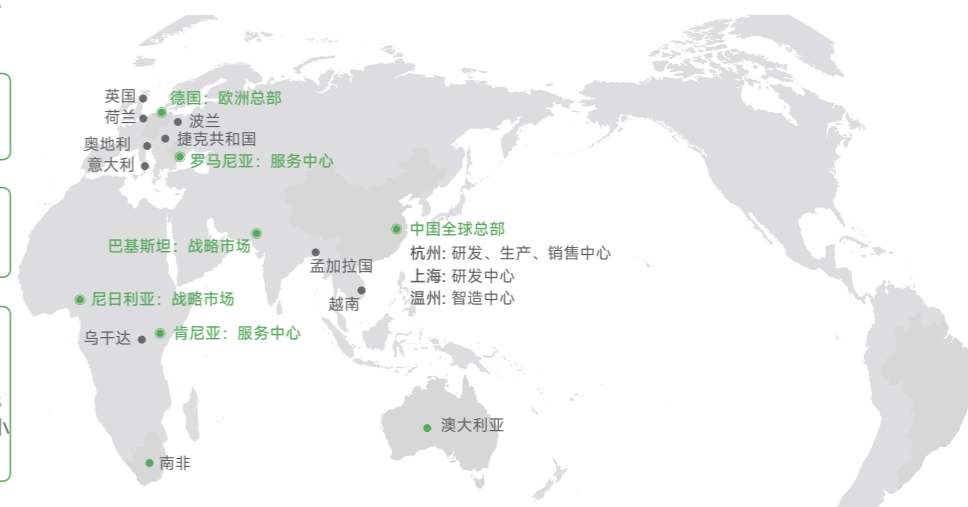 英国
德国：欧洲总部
荷兰
波兰
奥地利
捷克共和国
意大利
罗马尼亚：服务中心
中国全球总部
巴基斯坦：战略市场
杭州: 研发、生产、销售中心
孟加拉国
上海: 研发中心
尼日利亚：战略市场
越南
温州: 智造中心
乌干达
肯尼亚：服务中心
澳大利亚
南非